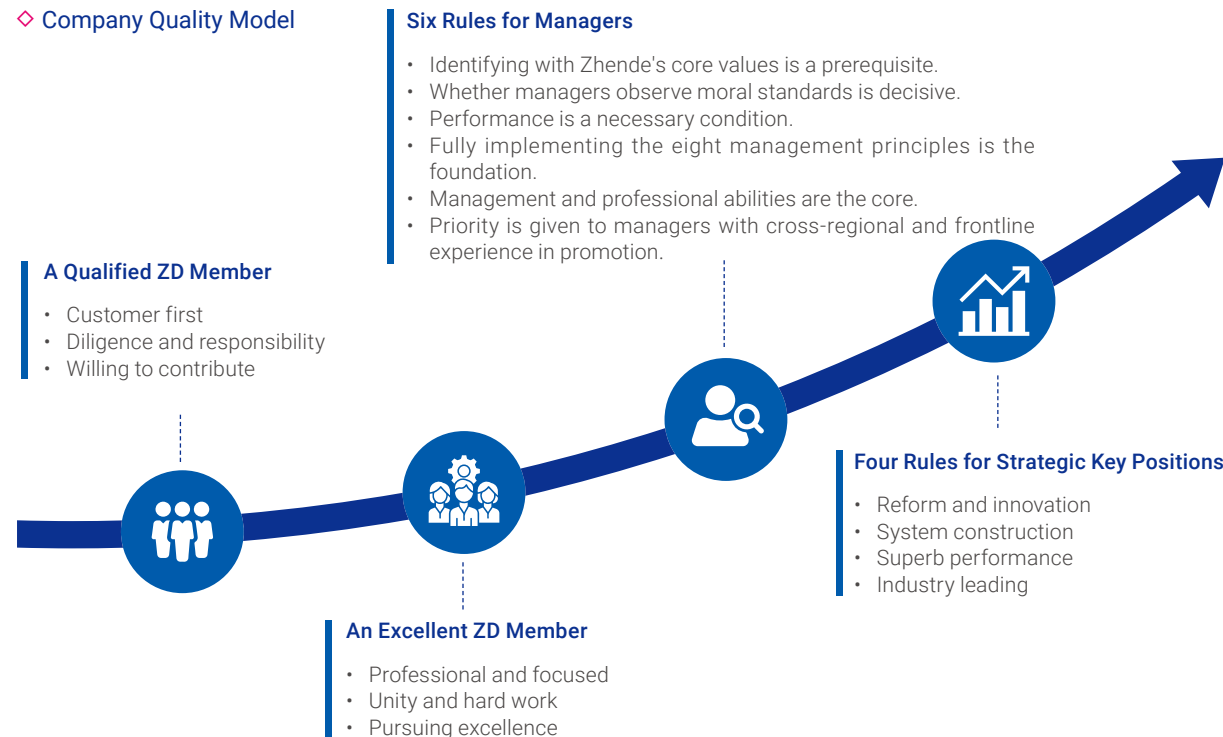 ◇ Company Quality Model
Six Rules for Managers
• Identifying with Zhende's core values is a prerequisite.
• Whether managers observe moral standards is decisive.
• Performance is a necessary condition.
• Fully implementing the eight management principles is the
foundation.
• Management and professional abilities are the core.
• Priority is given to managers with cross-regional and frontline
experience in promotion.
A Qualified ZD Member
• Customer first
• Diligence and responsibility
• Willing to contribute
Four Rules for Strategic Key Positions
• Reform and innovation
• System construction
• Superb performance
• Industry leading
An Excellent ZD Member
• Professional and focused
• Unity and hard work
• Pursuing excellence